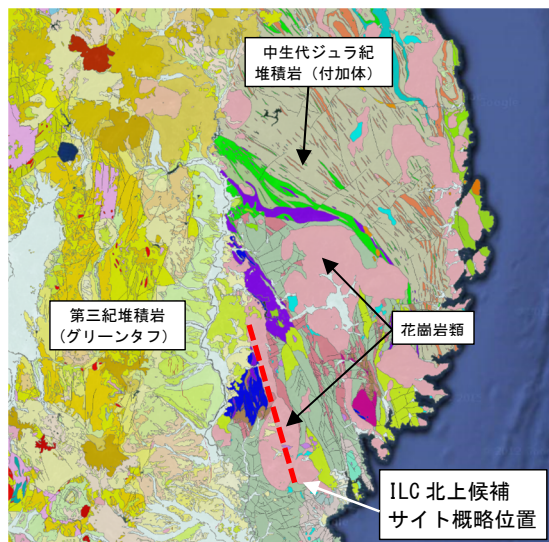 中生代ジュラ紀
堆積岩（付加体）
第三紀堆積岩
(グリーンタフ)
花崗岩類
ILC 北上候補
サイト概略位置